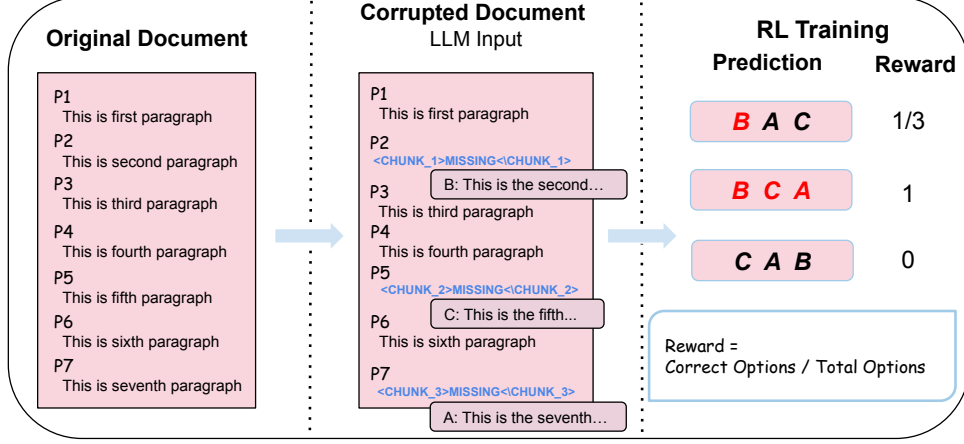 Original Document
P1
This is first paragraph
P2
This is second paragraph
P3
This is third paragraph
P4
This is fourth paragraph
P5
This is fifth paragraph
P6
This is sixth paragraph
P7
This is seventh paragraph
Corrupted Document
LLM Input
P1
This is first paragraph
P2
<CHUNK_1>MISSING<\CHUNK_1>
B: This is the second...
P3
This is third paragraph
P4
This is fourth paragraph
P5
<CHUNK_2>MISSING<\CHUNK_2>
C: This is the fifth...
P6
This is sixth paragraph
P7
<CHUNK_3>MISSING<\CHUNK_3>
A: This is the seventh...
RL Training
Prediction Reward
B A C 1/3
B C A 1
C A B 0
Reward =
Correct Options / Total Options